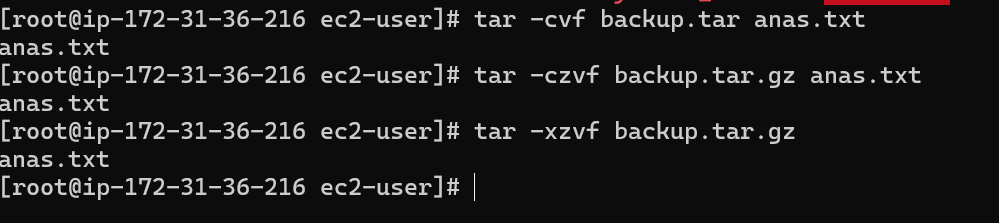 [root@ip-172-31-36-216 ec2-user]# tar -cvf backup.tar anas.txt
anas.txt
[root@ip-172-31-36-216 ec2-user]# tar -czvf backup.tar.gz anas.txt
anas.txt
[root@ip-172-31-36-216 ec2-user]# tar -xzvf backup.tar.gz
anas.txt
[root@ip-172-31-36-216 ec2-user]#